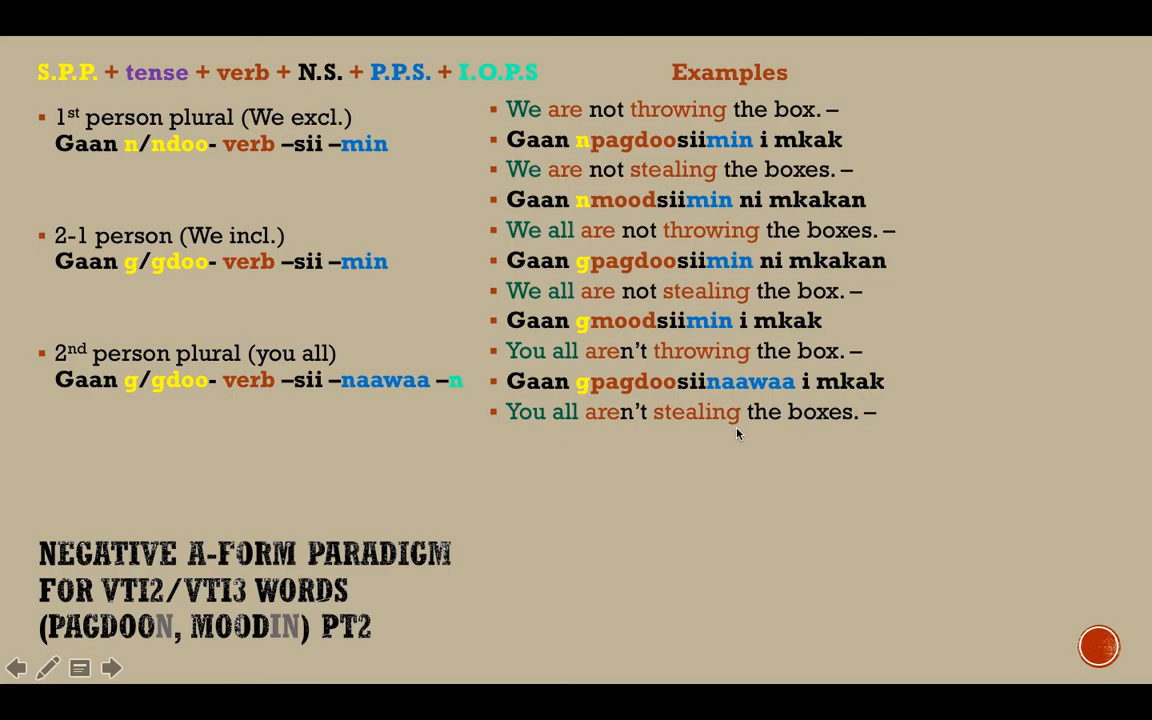 S.P.P. + tense + verb + N.S. + P.P.S. + I.O.P.S
1st person plural (We excl.)
Gaan n/ndoo- verb –sii –min
2-1 person (We incl.)
Gaan g/gdoo- verb –sii –min
2nd person plural (you all)
Gaan g/gdoo- verb –sii –naawaa –n
Examples
We are not throwing the box. –
Gaan npagdoosiimin i mkak
We are not stealing the boxes. –
Gaan nmoodsiimin ni mkakan
We all are not throwing the boxes. –
Gaan gpagdoosiimin ni mkakan
We all are not stealing the box. –
Gaan gmoodsiimin i mkak
You all aren’t throwing the box. –
Gaan gpagdoosiinaawaa i mkak
You all aren’t stealing the boxes. –
NEGATIVE A-FORM PARADIGM
FOR VTI2/VTI3 WORDS
(PAGDOON, MOODIN) PT2